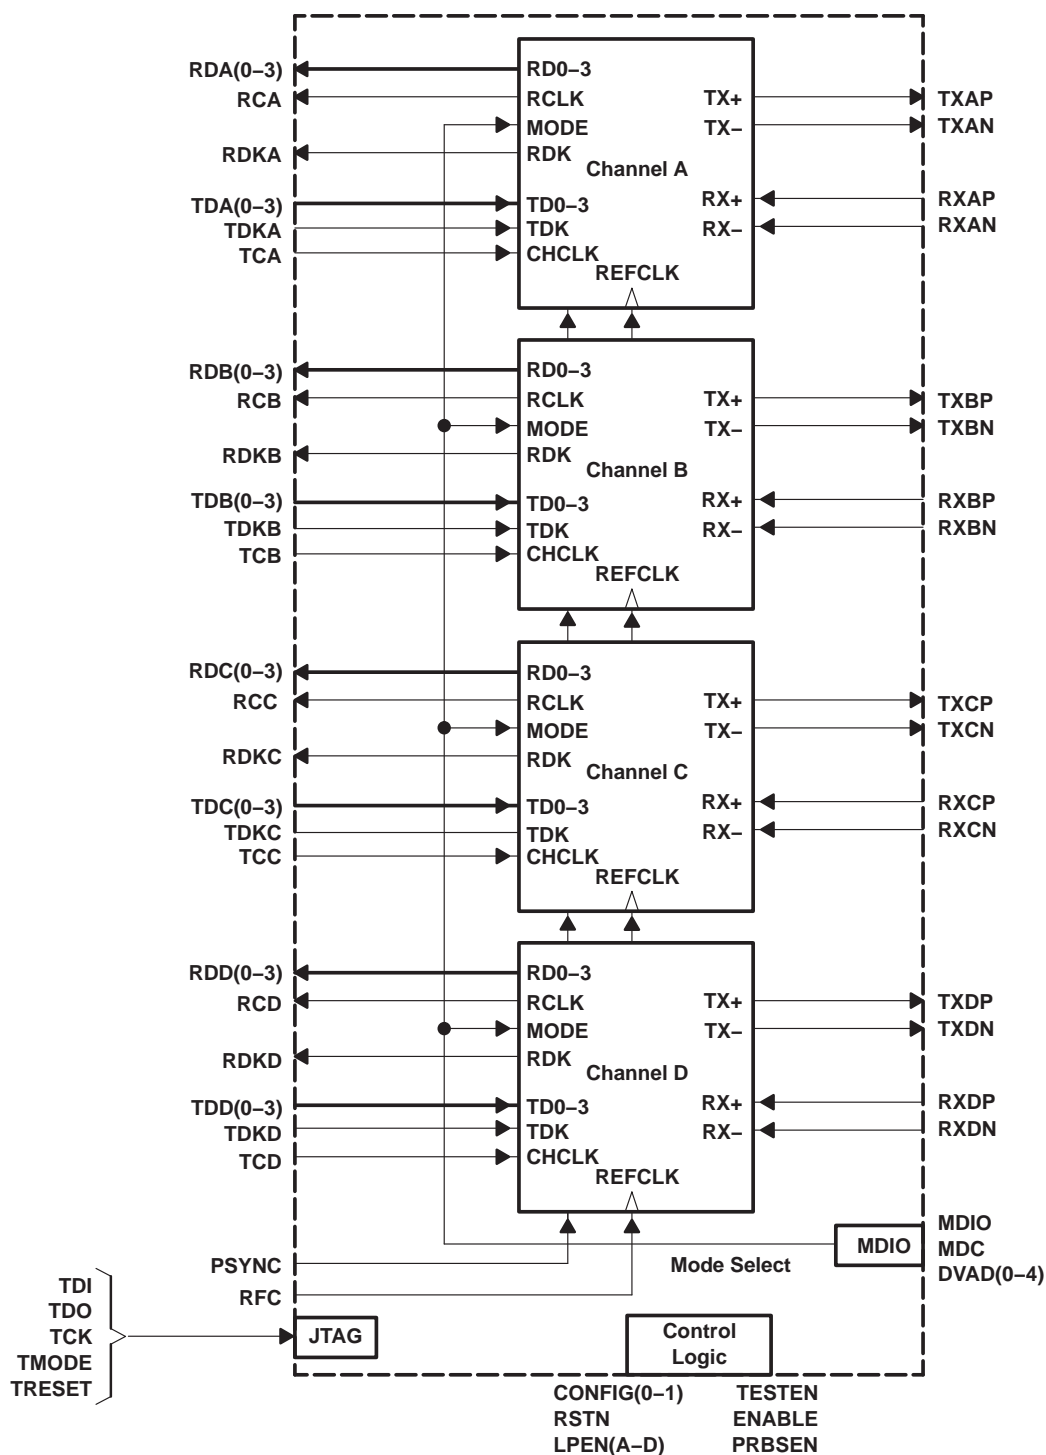 RDA(0–3) RD0–3
RCA RCLK TX+ TXAP
MODE TX– TXAN
RDKA RDK
Channel A
TDA(0–3) TD0–3 RX+ RXAP
TDKA TDK RX– RXAN
TCA CHCLK
REFCLK
RDB(0–3) RD0–3
RCB RCLK TX+ TXBP
MODE TX– TXBN
RDKB RDK
Channel B
TDB(0–3) TD0–3 RX+ RXBP
TDKB TDK RX– RXBN
TCB CHCLK
REFCLK
RDC(0–3) RD0–3
RCC RCLK TX+ TXCP
MODE TX– TXCN
RDKC RDK
Channel C
TDC(0–3) TD0–3 RX+ RXCP
TDKC TDK RX– RXCN
TCC CHCLK
REFCLK
RDD(0–3) RD0–3
RCD RCLK TX+ TXDP
MODE TX– TXDN
RDKD RDK
Channel D
TDD(0–3) TD0–3 RX+ RXDP
TDKD TDK RX– RXDN
TCD CHCLK
REFCLK
MDIO
MDIO MDC
PSYNC Mode Select DVAD(0–4)
RFC
TDI
TDO
TCK JTAG
TMODE
TRESET
Control
Logic
CONFIG(0–1) TESTEN
RSTN ENABLE
LPEN(A–D) PRBSEN